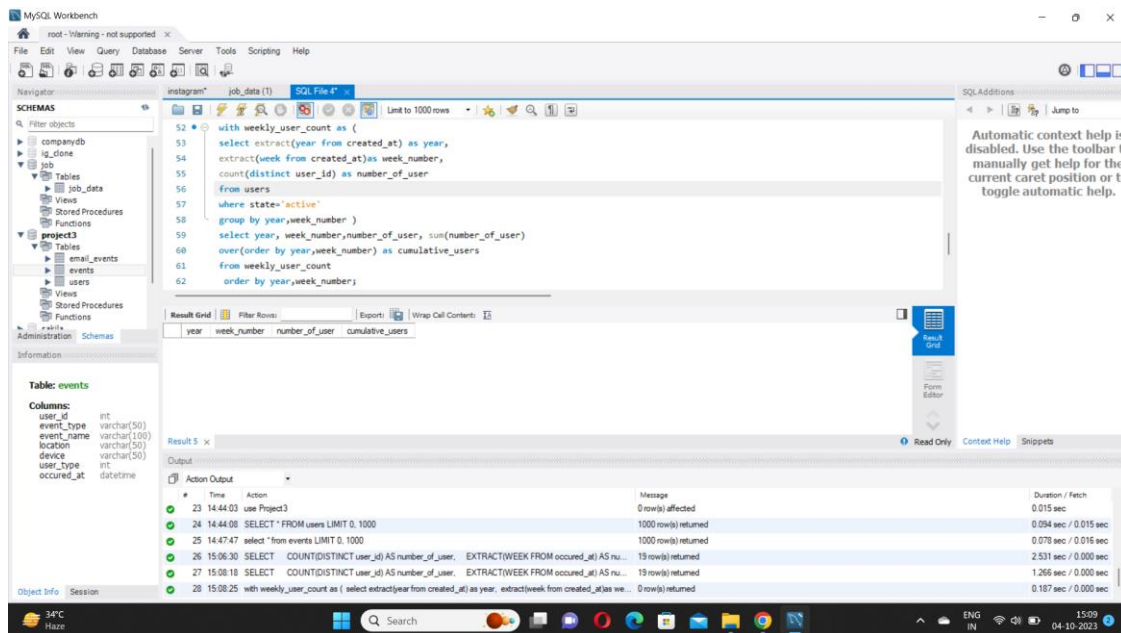 MySQL Workbench
root - Warning - not supported
File Edit View Query Database Server Tools Scripting Help
Navigator
SCHEMAS
Filter objects
companydb
ig_clone
job
Tables
job_data
Views
Stored Procedures
Functions
project3
Tables
email_events
events
users
Views
Stored Procedures
Functions
sakila
Administration Schemas
Information
Table: events
Columns:
user_id int
event_type varchar(50)
event_name varchar(100)
location varchar(50)
device varchar(50)
user_type int
occured_at datetime
Object Info Session
instagram* job_data (1) SQL File 4*
Limit to 1000 rows
52 with weekly_user_count as (
53 select extract(year from created_at) as year,
54 extract(week from created_at)as week_number,
55 count(distinct user_id) as number_of_user
56 from users
57 where state='active'
58 group by year,week_number )
59 select year, week_number,number_of_user, sum(number_of_user)
60 over(order by year,week_number) as cumulative_users
61 from weekly_user_count
62 order by year,week_number;
Result Grid Filter Rows: Export: Wrap Cell Content:
year week_number number_of_user cumulative_users
Result Grid
Form Editor
Result 5 Read Only
Output
Action Output
# Time Action Message Duration / Fetch
23 14:44:03 use Project3 0 row(s) affected 0.015 sec
24 14:44:08 SELECT * FROM users LIMIT 0, 1000 1000 row(s) returned 0.094 sec / 0.015 sec
25 14:47:47 select *from events LIMIT 0, 1000 1000 row(s) returned 0.078 sec / 0.016 sec
26 15:06:30 SELECT COUNT(DISTINCT user_id) AS number_of_user, EXTRACT(WEEK FROM occured_at) AS nu... 19 row(s) returned 2.531 sec / 0.000 sec
27 15:08:18 SELECT COUNT(DISTINCT user_id) AS number_of_user, EXTRACT(WEEK FROM occured_at) AS nu... 19 row(s) returned 1.266 sec / 0.000 sec
28 15:08:25 with weekly_user_count as ( select extract(year from created_at) as year, extract(week from created_at)as we... 0 row(s) returned 0.187 sec / 0.000 sec
SQLAdditions
Jump to
Automatic context help is
disabled. Use the toolbar
manually get help for the
current caret position or
toggle automatic help.
Context Help Snippets
34°C
Haze
Search
ENG
IN
15:09
04-10-2023